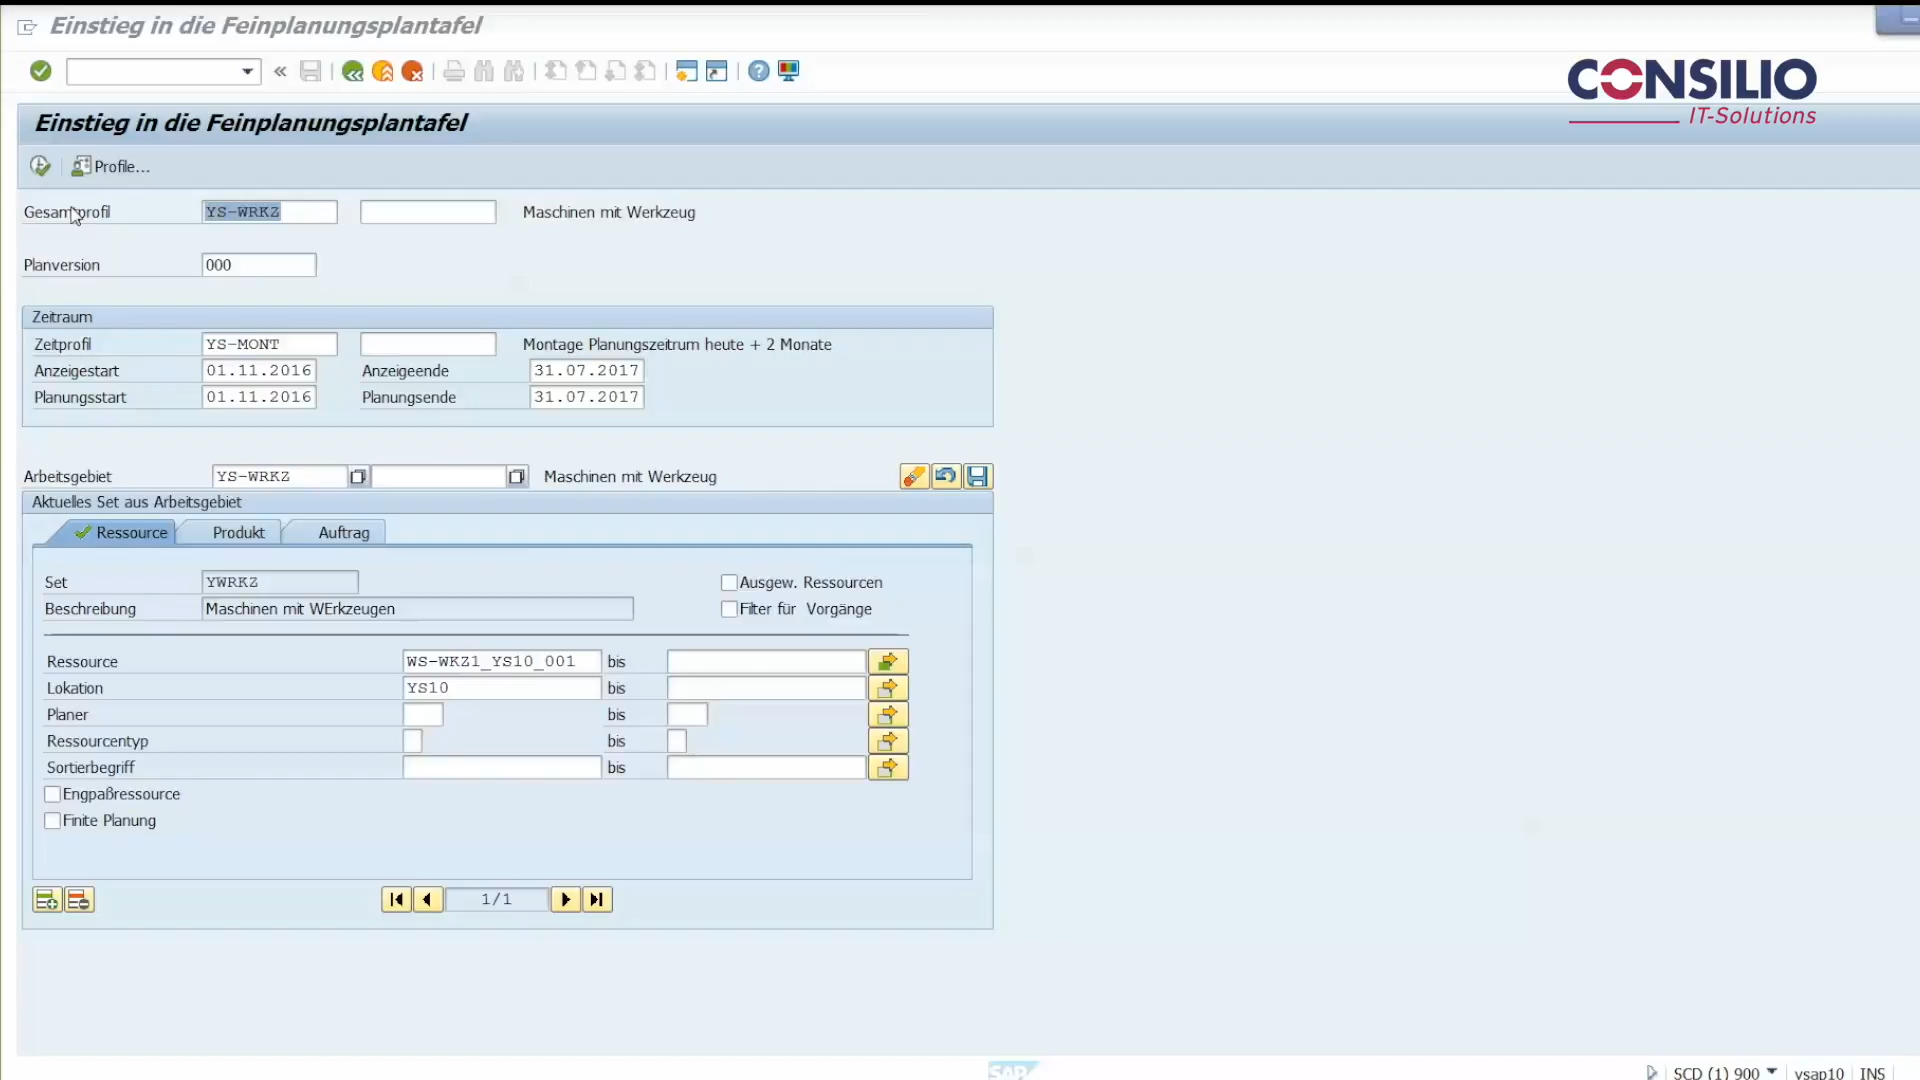 Einstieg in die Feinplanungsplantafel
CONSILIO
IT-Solutions
Einstieg in die Feinplanungsplantafel
Profile...
Gesamtprofil YS-WRKZ Maschinen mit Werkzeug
Planversion 000
Zeitraum
Zeitprofil YS-MONT Montage Planungszeitrum heute + 2 Monate
Anzeigestart 01.11.2016 Anzeigeende 31.07.2017
Planungsstart 01.11.2016 Planungsende 31.07.2017
Arbeitsgebiet YS-WRKZ Maschinen mit Werkzeug
Aktuelles Set aus Arbeitsgebiet
Ressource Produkt Auftrag
Set YWRKZ Ausgew. Ressourcen
Beschreibung Maschinen mit WErkzeugen Filter für Vorgänge
Ressource WS-WKZ1_YS10_001 bis
Lokation YS10 bis
Planer bis
Ressourcentyp bis
Sortierbegriff bis
Engpaßressource
Finite Planung
1/1
SAP
SCD (1) 900 vsap10 INS